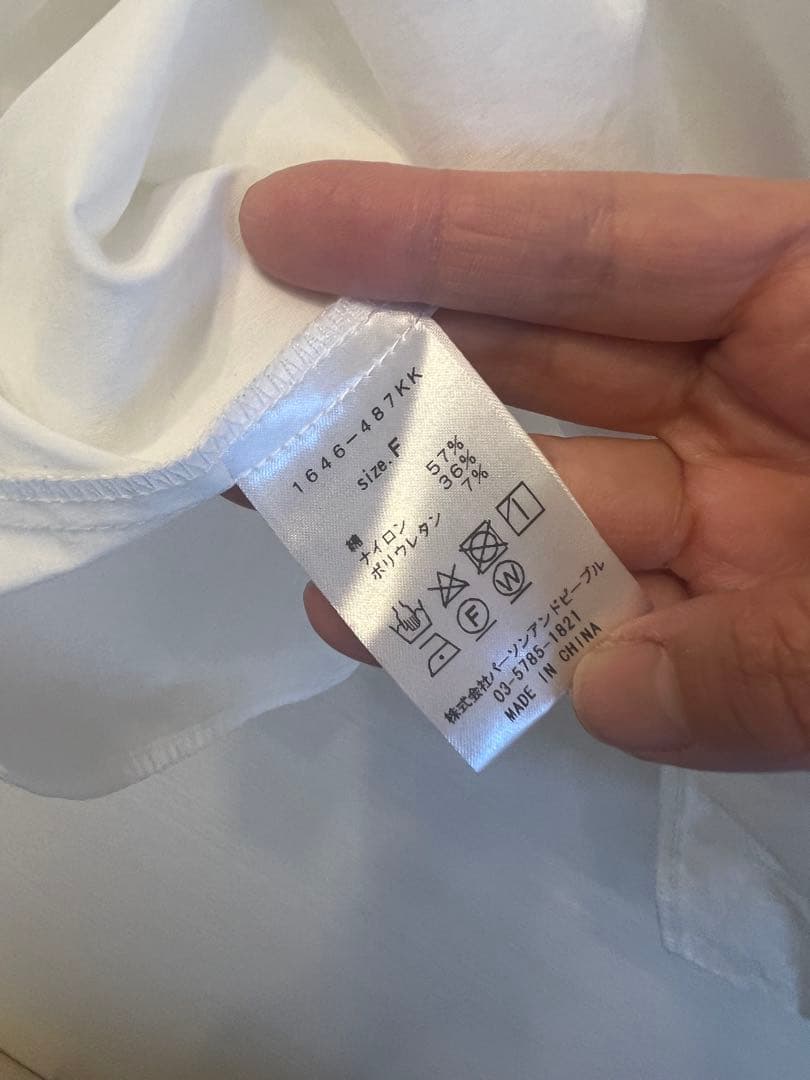 1646-487KK
size.F
綿 57%
ナイロン 36%
ポリウレタン 7%
F W
株式会社パーソンアンドピープル
03-5785-1821
MADE IN CHINA